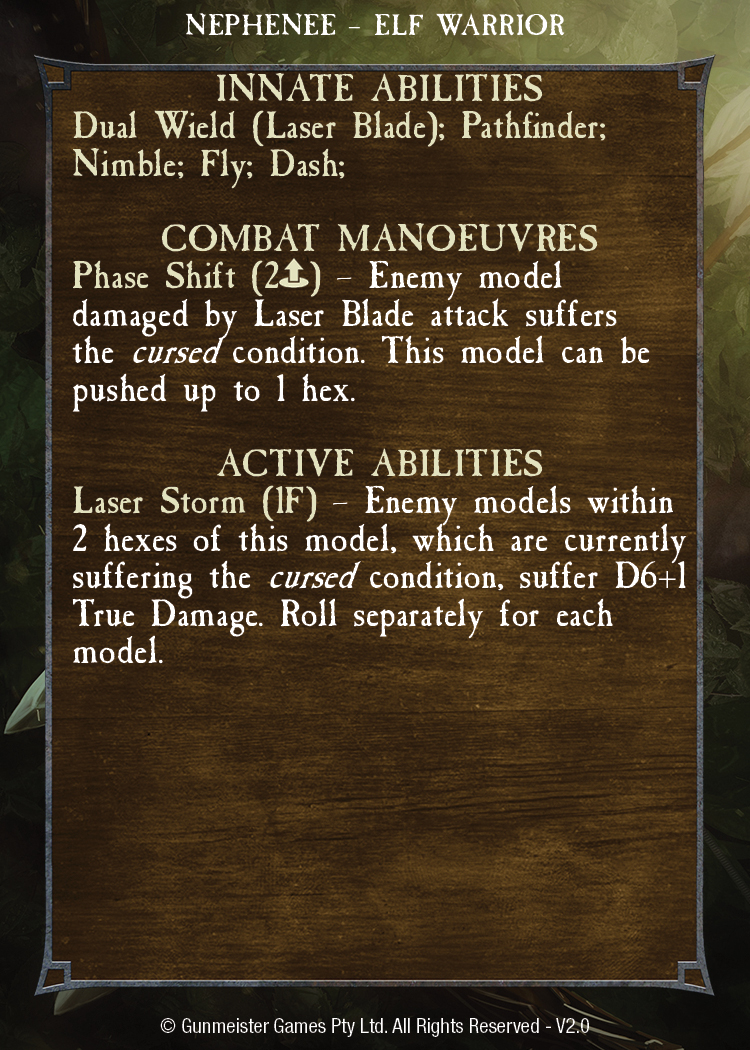 NEPHENEE – ELF WARRIOR
INNATE ABILITIES
Dual Wield (Laser Blade); Pathfinder;
Nimble; Fly; Dash;
COMBAT MANOEUVRES
Phase Shift (2) – Enemy model
damaged by Laser Blade attack suffers
the cursed condition. This model can be
pushed up to 1 hex.
ACTIVE ABILITIES
Laser Storm (1F) – Enemy models within
2 hexes of this model, which are currently
suffering the cursed condition, suffer D6+1
True Damage. Roll separately for each
model.
© Gunmeister Games Pty Ltd. All Rights Reserved - V2.0